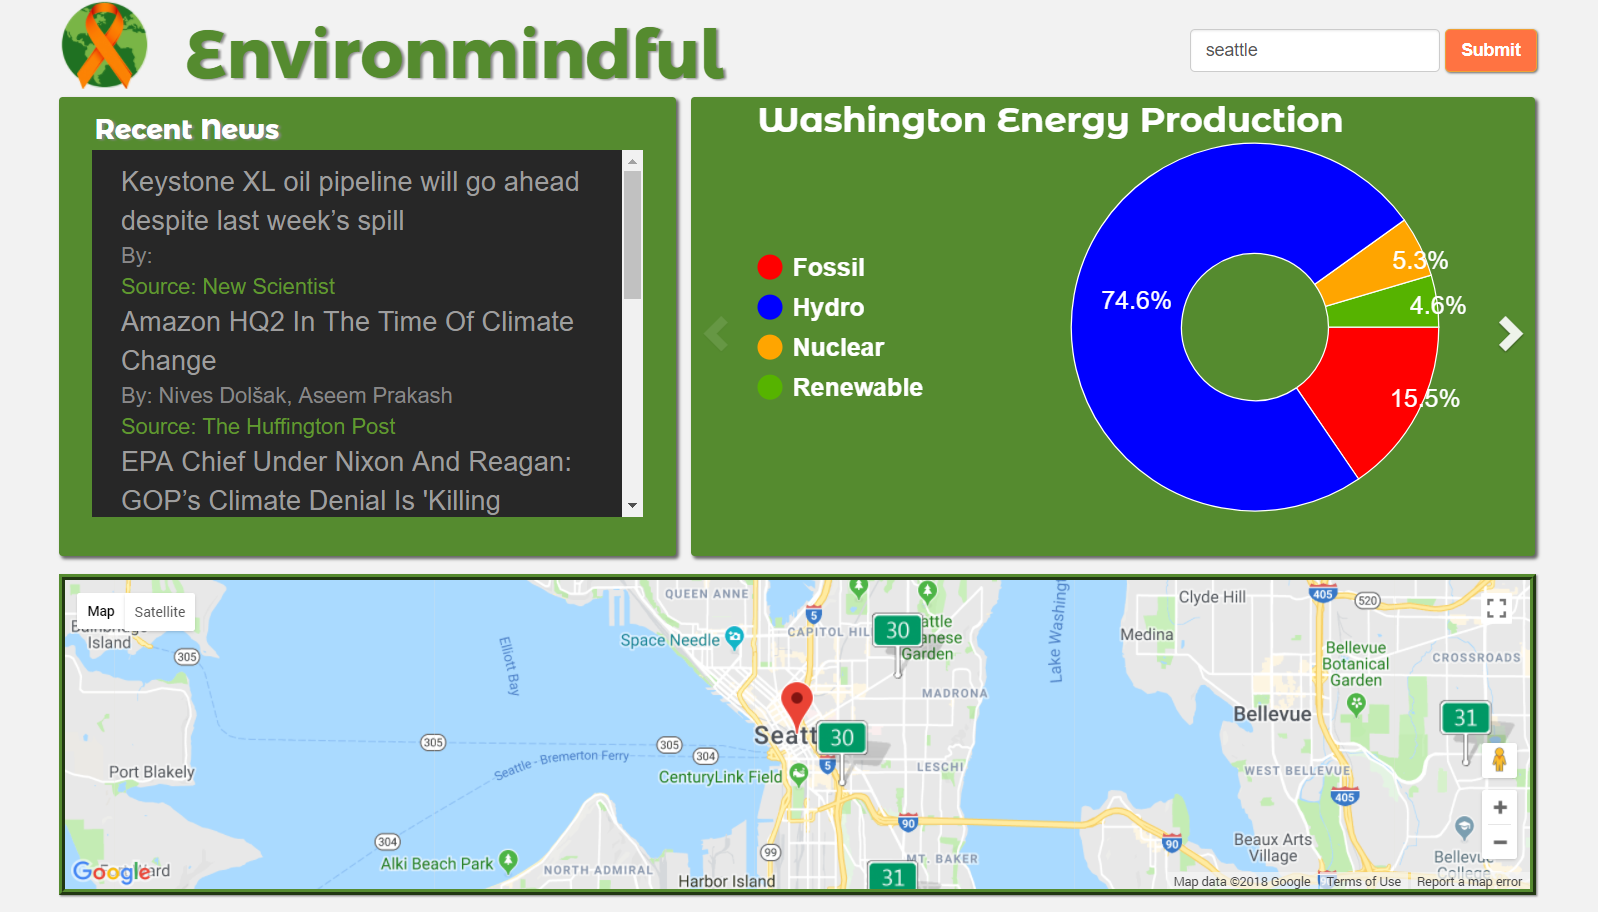 Environmindful
seattle
Submit
Recent News
Keystone XL oil pipeline will go ahead
despite last week’s spill
By:
Source: New Scientist
Amazon HQ2 In The Time Of Climate
Change
By: Nives Dolšak, Aseem Prakash
Source: The Huffington Post
EPA Chief Under Nixon And Reagan:
GOP’s Climate Denial Is 'Killing
Washington Energy Production
Fossil
Hydro
Nuclear
Renewable
74.6%
5.3%
4.6%
15.5%
Map
Satellite
Island
305
Elliott Bay
QUEEN ANNE
Space Needle
5
CAPITOL HIL
30
Garden
MADRONA
Lake Washingt
Clyde Hill
405
520
Medina
Bellevue
Botanical
Garden
CROSSROADS
Bellevue
31
305
305
304
Seattle - Bremerton Ferry
Seatt
30
5
LESCHI
CenturyLink Field
Port Blakely
WEST BELLEVUE
405
90
90
304
99
Alki Beach Park
NORTH ADMIRAL
Harbor Island
31
MT. BAKER
Beaux Arts
Village
Bellevue
College
Google
Map data ©2018 Google
Terms of Use
Report a map error